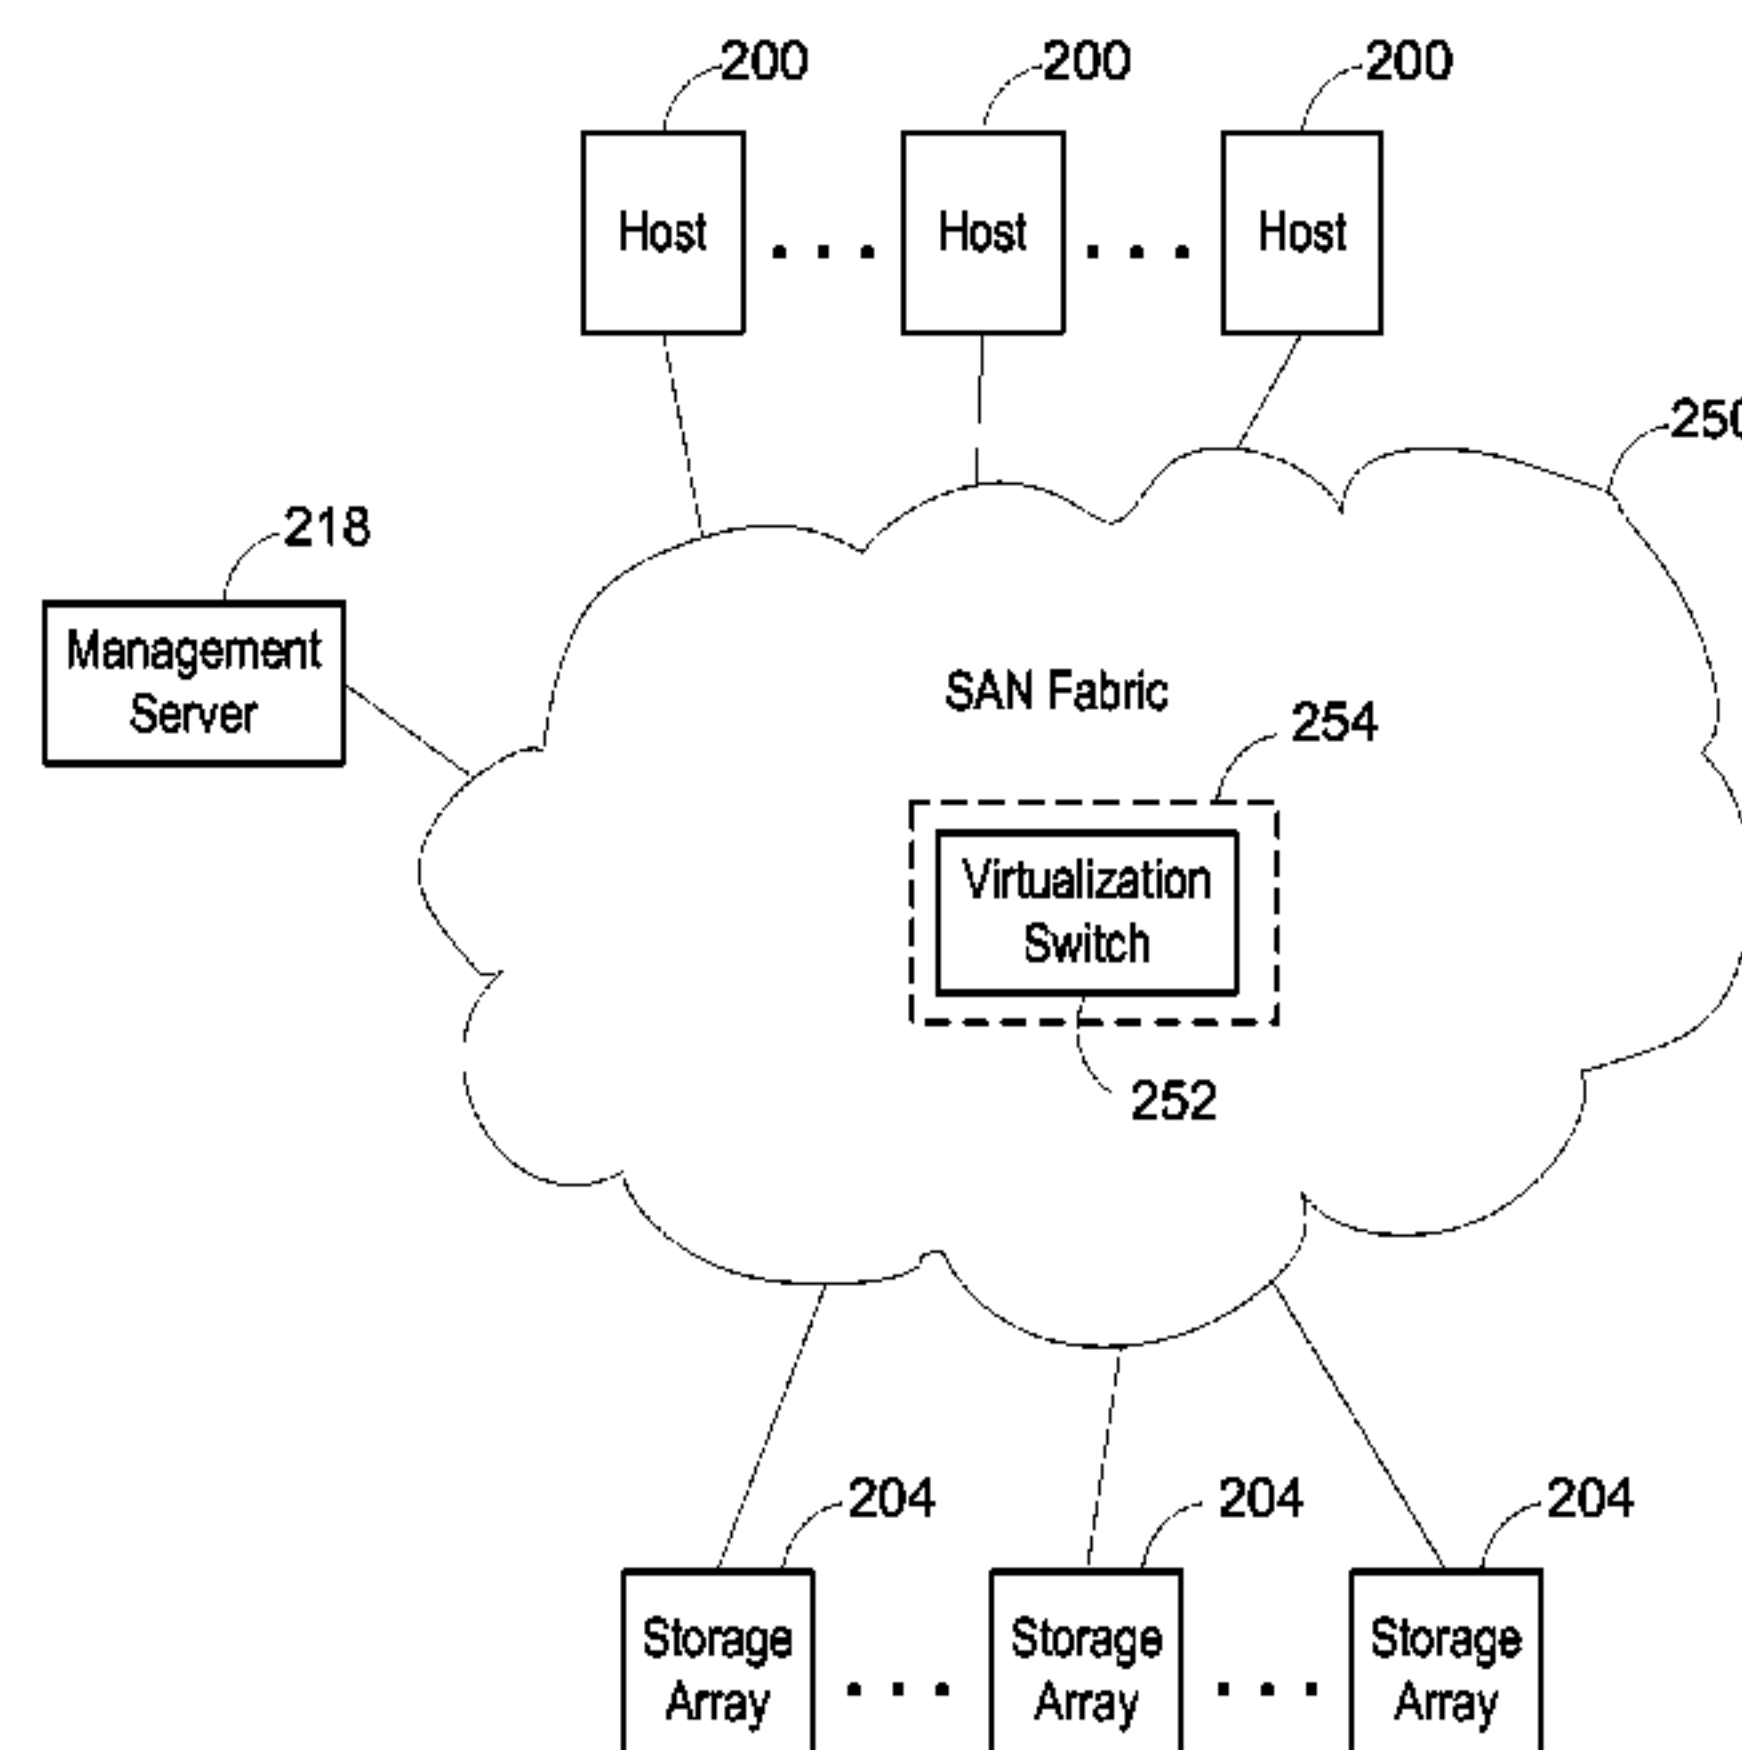 200 200 200
Host ... Host ... Host
250
218
Management
Server
SAN Fabric
254
Virtualization
Switch
252
204 204 204
Storage Storage Storage
Array ... Array ... Array